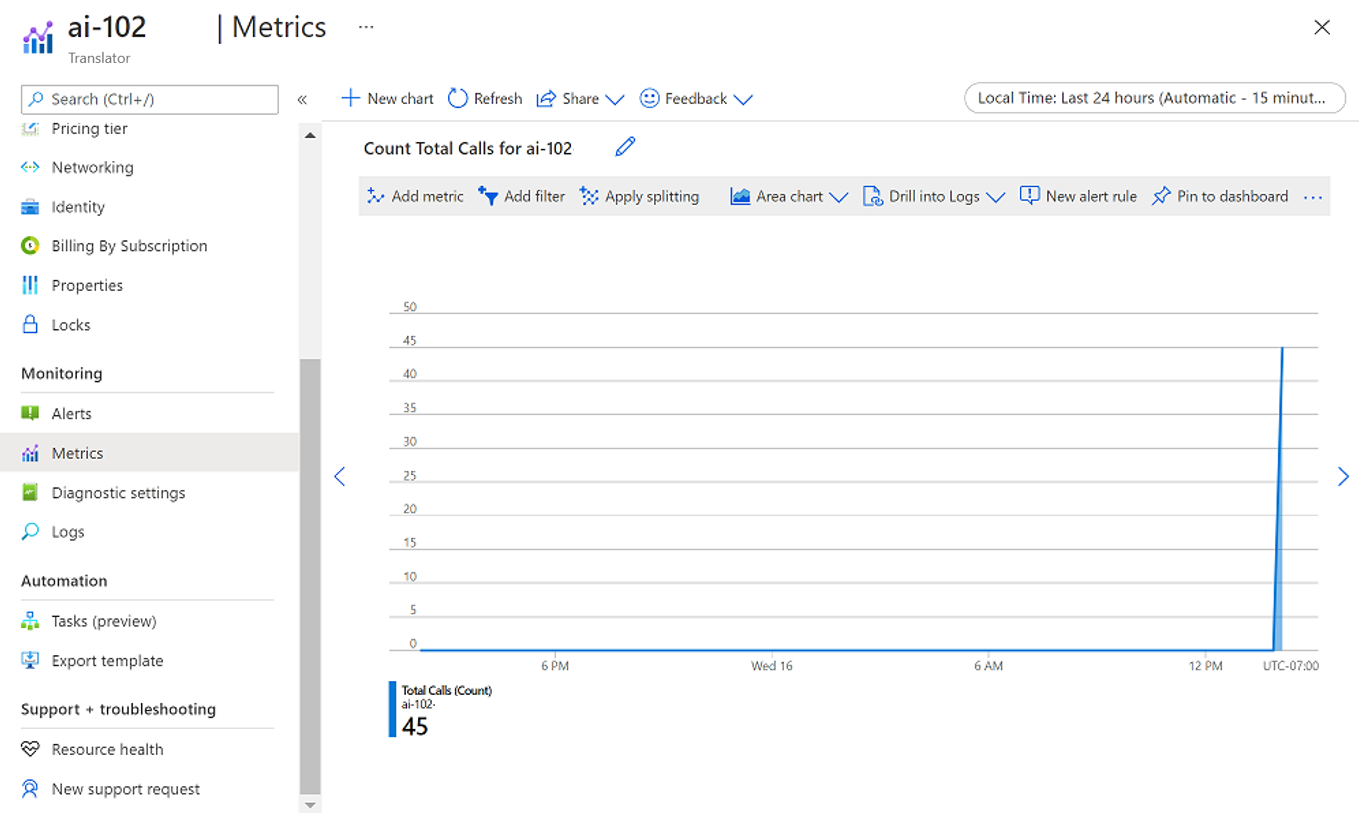 ai-102 | Metrics ...
Translator
Search (Ctrl+/)
«
Pricing tier
Networking
Identity
Billing By Subscription
Properties
Locks
Monitoring
Alerts
Metrics
Diagnostic settings
Logs
Automation
Tasks (preview)
Export template
Support + troubleshooting
Resource health
New support request
New chart Refresh Share Feedback
Local Time: Last 24 hours (Automatic - 15 minut...
Count Total Calls for ai-102
Add metric Add filter Apply splitting Area chart Drill into Logs New alert rule Pin to dashboard ...
50
45
40
35
30
25
20
15
10
5
0
6 PM Wed 16 6 AM 12 PM UTC-07:00
Total Calls (Count)
ai-102-
45